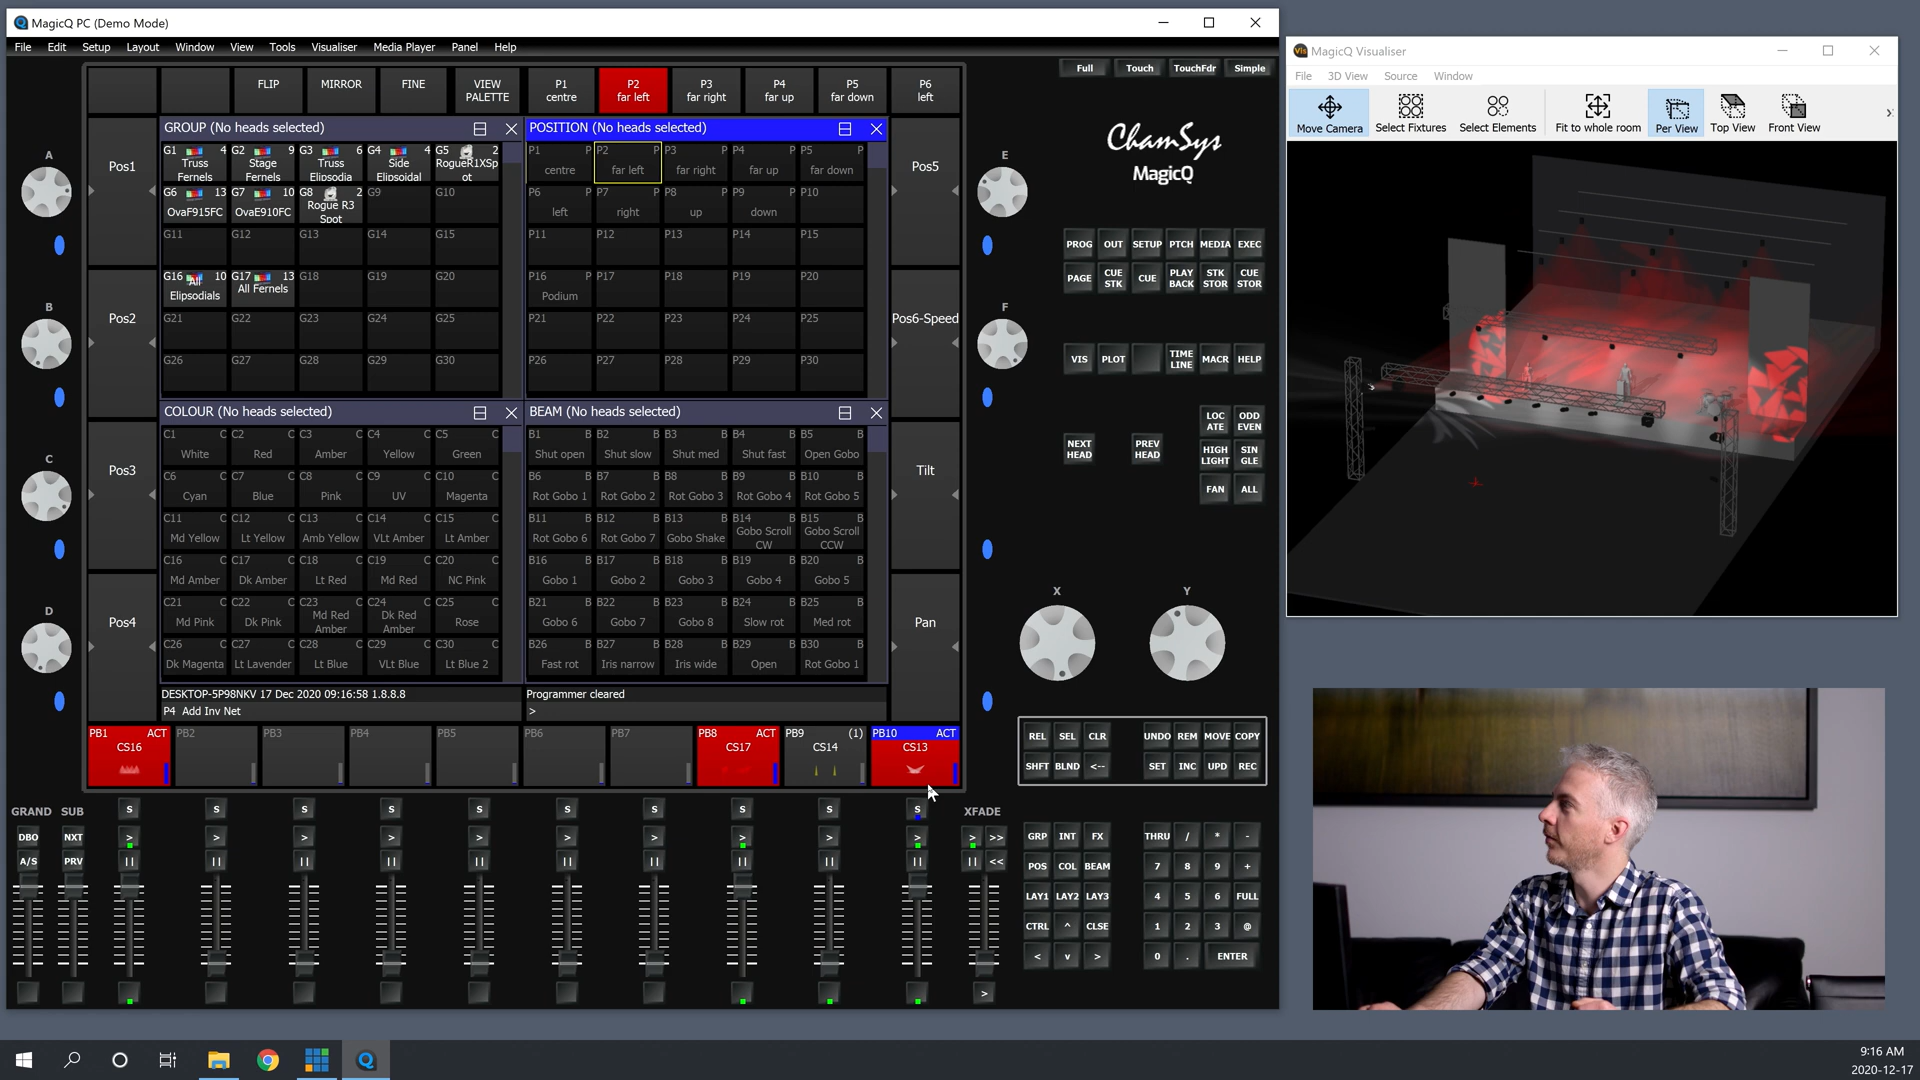 MagicQ PC (Demo Mode)
File Edit Setup Layout Window View Tools Visualiser Media Player Panel Help
FLIP MIRROR FINE VIEW PALETTE P1 centre P2 far left P3 far right P4 far up P5 far down P6 left
Full Touch TouchFdr Simple
A B C D
Pos1
Pos2
Pos3
Pos4
GROUP (No heads selected)
G1 4 Truss Fernels G2 9 Stage Fernels G3 6 Truss Elipsodia G4 4 Side Elipsoidal G5 2 RogueR1XSpot
G6 13 OvaF915FC G7 10 OvaE910FC G8 2 Rogue R3 Spot G9 G10
G11 G12 G13 G14 G15
G16 10 All Elipsodials G17 13 All Fernels G18 G19 G20
G21 G22 G23 G24 G25
G26 G27 G28 G29 G30
POSITION (No heads selected)
P1 P centre P2 P far left P3 P far right P4 P far up P5 P far down
P6 P left P7 P right P8 P up P9 P down P10
P11 P12 P13 P14 P15
P16 P Podium P17 P18 P19 P20
P21 P22 P23 P24 P25
P26 P27 P28 P29 P30
COLOUR (No heads selected)
C1 C White C2 C Red C3 C Amber C4 C Yellow C5 C Green
C6 C Cyan C7 C Blue C8 C Pink C9 C UV C10 C Magenta
C11 C Md Yellow C12 C Lt Yellow C13 C Amb Yellow C14 C VLt Amber C15 C Lt Amber
C16 C Md Amber C17 C Dk Amber C18 C Lt Red C19 C Md Red C20 C NC Pink
C21 C Md Pink C22 C Dk Pink C23 C Md Red Amber C24 C Dk Red Amber C25 C Rose
C26 C Dk Magenta C27 C Lt Lavender C28 C Lt Blue C29 C VLt Blue C30 C Lt Blue 2
BEAM (No heads selected)
B1 B Shut open B2 B Shut slow B3 B Shut med B4 B Shut fast B5 B Open Gobo
B6 B Rot Gobo 1 B7 B Rot Gobo 2 B8 B Rot Gobo 3 B9 B Rot Gobo 4 B10 B Rot Gobo 5
B11 B Rot Gobo 6 B12 B Rot Gobo 7 B13 B Gobo Shake B14 B Gobo Scroll CW B15 B Gobo Scroll CCW
B16 B Gobo 1 B17 B Gobo 2 B18 B Gobo 3 B19 B Gobo 4 B20 B Gobo 5
B21 B Gobo 6 B22 B Gobo 7 B23 B Gobo 8 B24 B Slow rot B25 B Med rot
B26 B Fast rot B27 B Iris narrow B28 B Iris wide B29 B Open B30 B Rot Gobo 1
Pos5
Pos6-Speed
Tilt
Pan
E F
DESKTOP-5P98NKV 17 Dec 2020 09:16:58 1.8.8.8
P4 Add Inv Net
Programmer cleared
>
PB1 ACT CS16 PB2 PB3 PB4 PB5 PB6 PB7 PB8 ACT CS17 PB9 (1) CS14 PB10 ACT CS13
GRAND SUB S S S S S S S S S S XFADE
DBO NXT > > > > > > > > > > > >>
A/S PRV II II II II II II II II II II II <<
>
ChamSys
MagicQ
PROG OUT SETUP PTCH MEDIA EXEC
PAGE CUE STK CUE PLAY BACK STK STOR CUE STOR
VIS PLOT TIME LINE MACR HELP
LOC ATE ODD EVEN
NEXT HEAD PREV HEAD HIGH LIGHT SIN GLE
FAN ALL
X Y
REL SEL CLR UNDO REM MOVE COPY
SHFT BLND <-- SET INC UPD REC
GRP INT FX THRU / * -
POS COL BEAM 7 8 9 +
LAY1 LAY2 LAY3 4 5 6 FULL
CTRL ^ CLSE 1 2 3 @
< v > 0 . ENTER
Vis MagicQ Visualiser
File 3D View Source Window
Move Camera Select Fixtures Select Elements Fit to whole room Per View Top View Front View
9:16 AM
2020-12-17